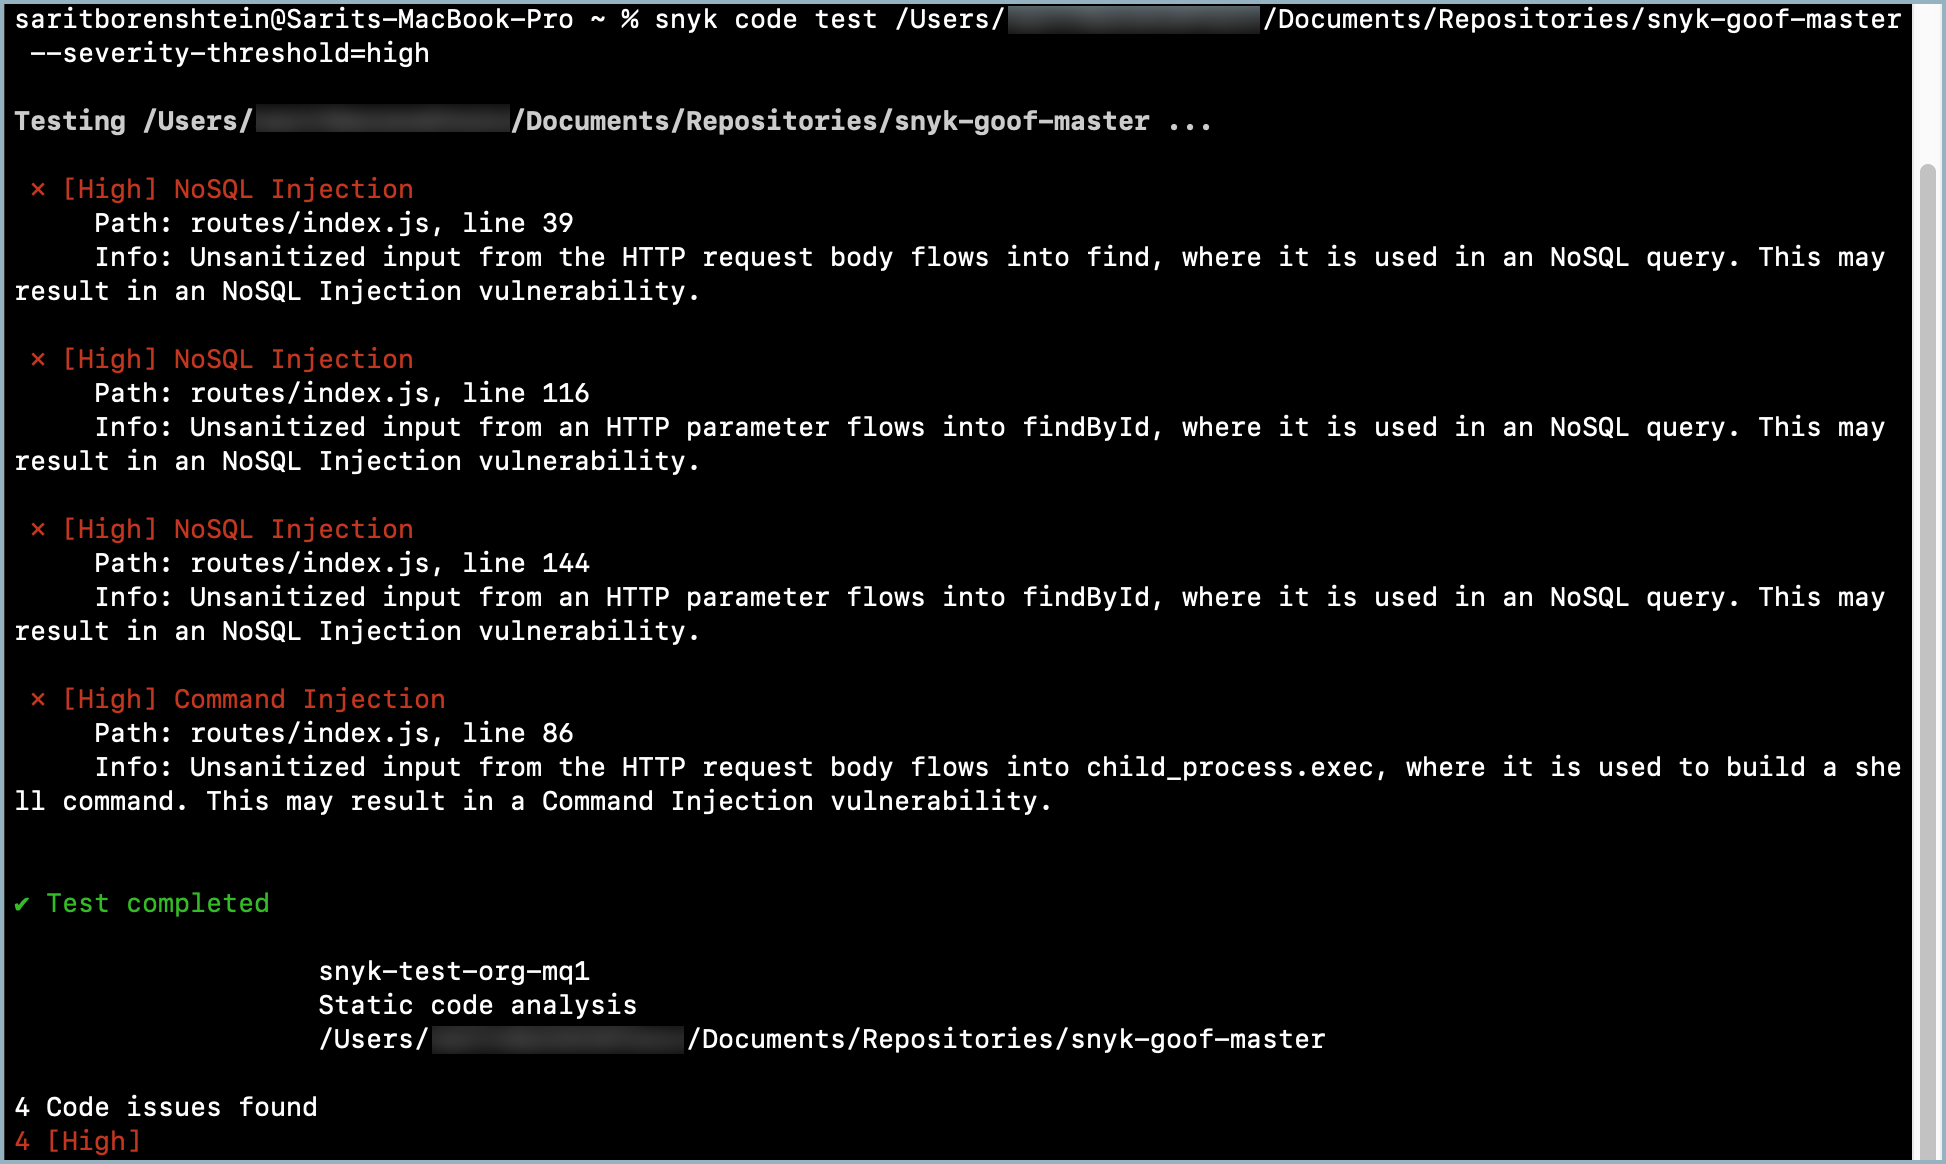 saritborenshtein@Sarits-MacBook-Pro ~ % snyk code test /Users/ /Documents/Repositories/snyk-goof-master
--severity-threshold=high
Testing /Users/ /Documents/Repositories/snyk-goof-master ...
✗ [High] NoSQL Injection
Path: routes/index.js, line 39
Info: Unsanitized input from the HTTP request body flows into find, where it is used in an NoSQL query. This may
result in an NoSQL Injection vulnerability.
✗ [High] NoSQL Injection
Path: routes/index.js, line 116
Info: Unsanitized input from an HTTP parameter flows into findById, where it is used in an NoSQL query. This may
result in an NoSQL Injection vulnerability.
✗ [High] NoSQL Injection
Path: routes/index.js, line 144
Info: Unsanitized input from an HTTP parameter flows into findById, where it is used in an NoSQL query. This may
result in an NoSQL Injection vulnerability.
✗ [High] Command Injection
Path: routes/index.js, line 86
Info: Unsanitized input from the HTTP request body flows into child_process.exec, where it is used to build a she
ll command. This may result in a Command Injection vulnerability.
✔ Test completed
snyk-test-org-mq1
Static code analysis
/Users/ /Documents/Repositories/snyk-goof-master
4 Code issues found
4 [High]